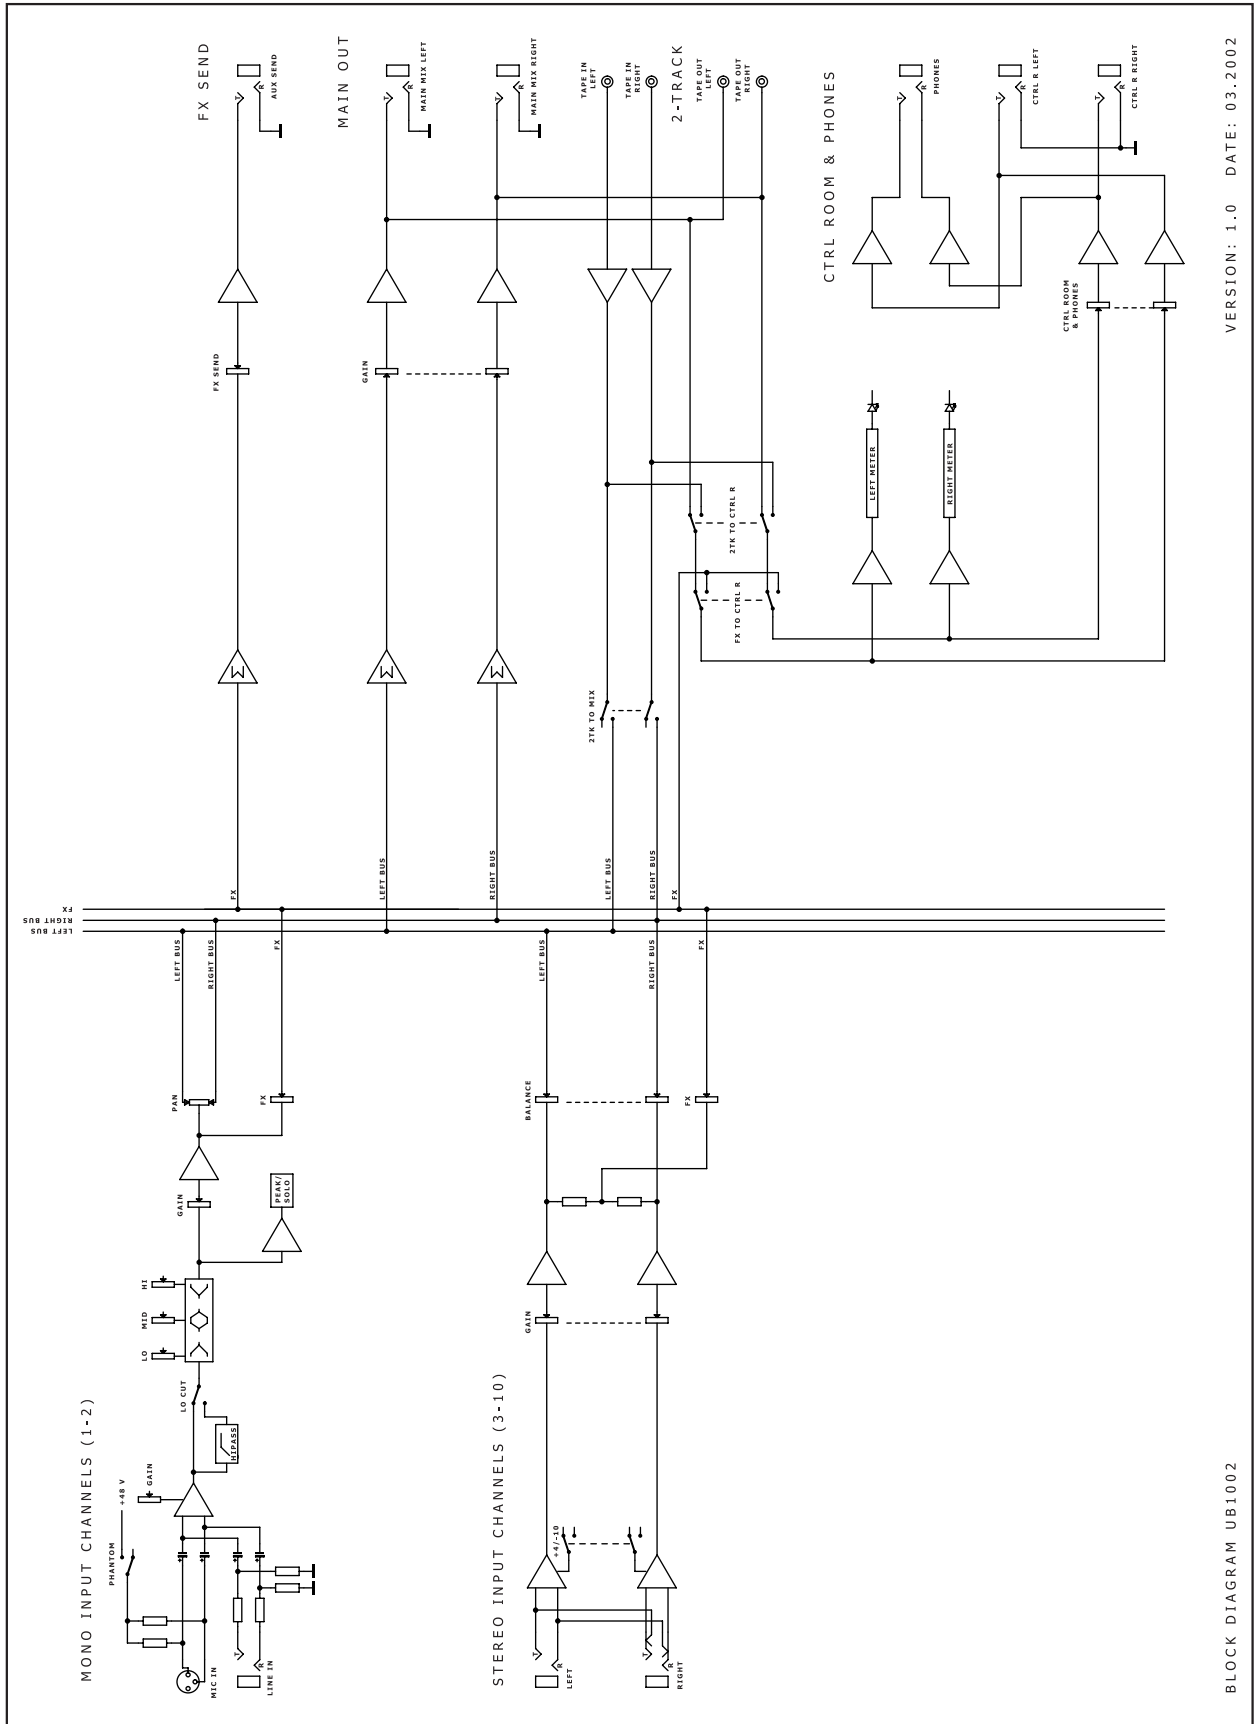 MONO INPUT CHANNELS (1-2)
MIC IN
LINE IN
T
R
PHANTOM
+48 V
GAIN
HIPASS
LO CUT
LO
MID
HI
PEAK/
SOLO
GAIN
PAN
FX
LEFT BUS
RIGHT BUS
FX
STEREO INPUT CHANNELS (3-10)
LEFT
T
R
RIGHT
T
R
+4/-10
GAIN
BALANCE
FX
LEFT BUS
RIGHT BUS
FX
LEFT BUS
RIGHT BUS
FX
FX
LEFT BUS
RIGHT BUS
LEFT BUS
RIGHT BUS
FX
FX SEND
FX SEND
T
R
AUX SEND
MAIN OUT
GAIN
T
R
MAIN MIX LEFT
T
R
MAIN MIX RIGHT
2-TRACK
TAPE IN
LEFT
TAPE IN
RIGHT
TAPE OUT
LEFT
TAPE OUT
RIGHT
2TK TO MIX
2TK TO CTRL R
FX TO CTRL R
LEFT METER
RIGHT METER
CTRL ROOM & PHONES
CTRL ROOM
& PHONES
T
R
PHONES
T
R
CTRL R LEFT
T
R
CTRL R RIGHT
BLOCK DIAGRAM UB1002
VERSION: 1.0 DATE: 03.2002